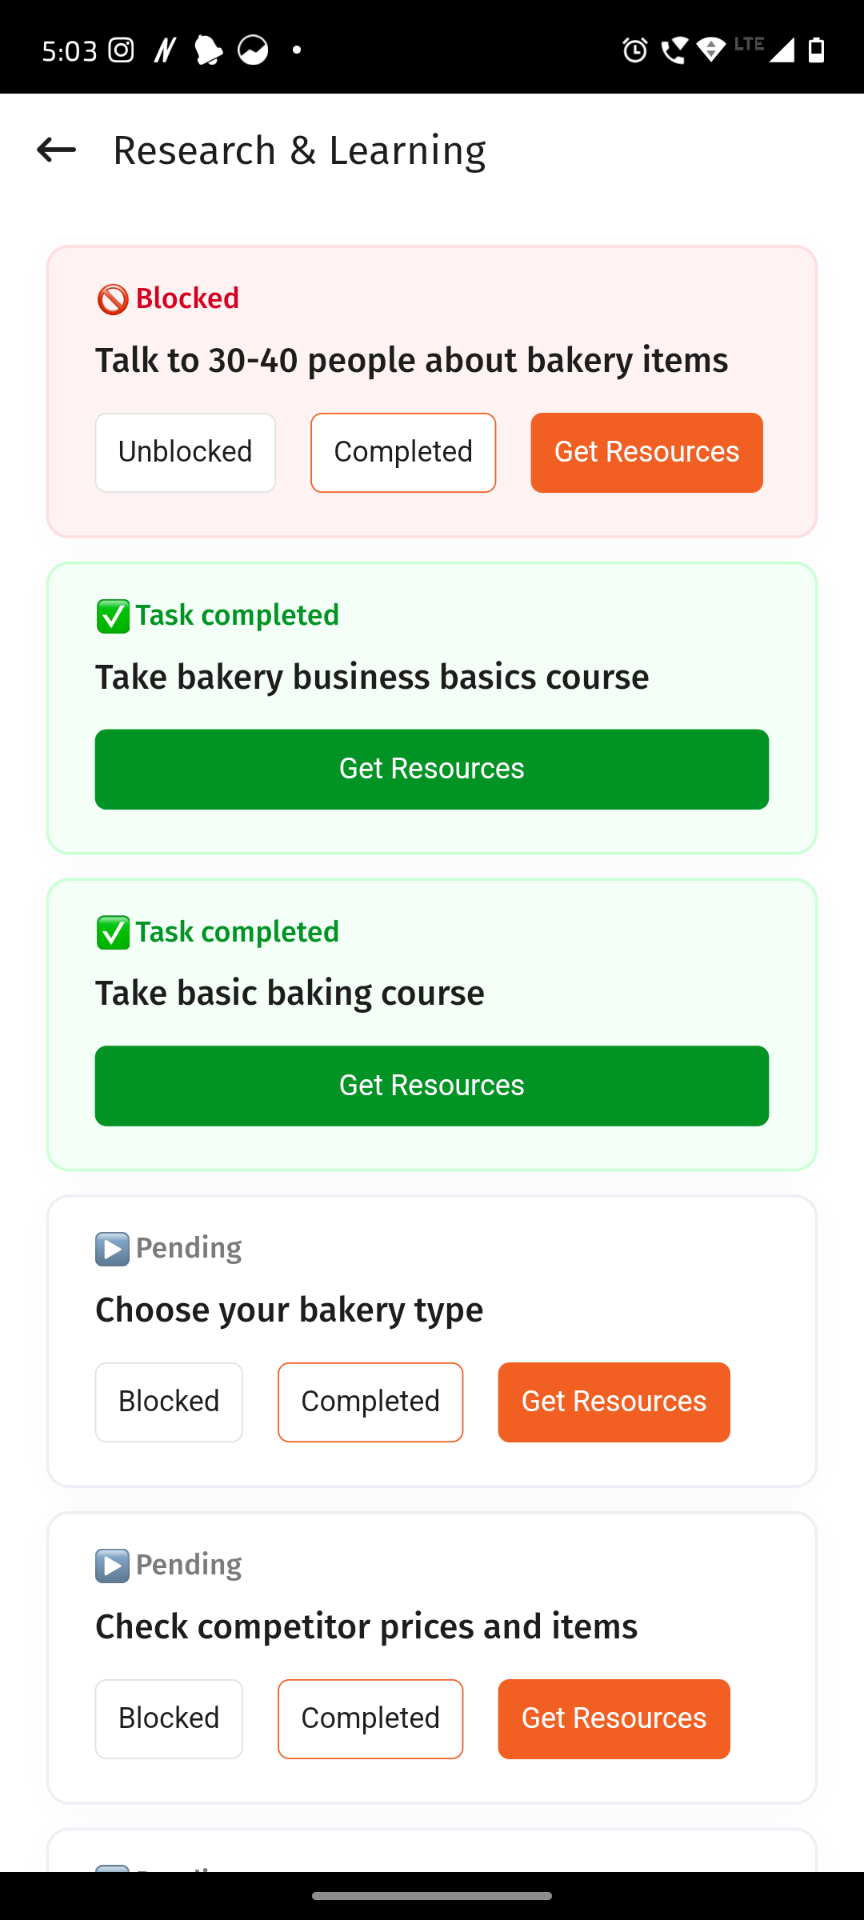 5:03
LTE
Research & Learning
Blocked
Talk to 30-40 people about bakery items
Unblocked
Completed
Get Resources
Task completed
Take bakery business basics course
Get Resources
Task completed
Take basic baking course
Get Resources
Pending
Choose your bakery type
Blocked
Completed
Get Resources
Pending
Check competitor prices and items
Blocked
Completed
Get Resources